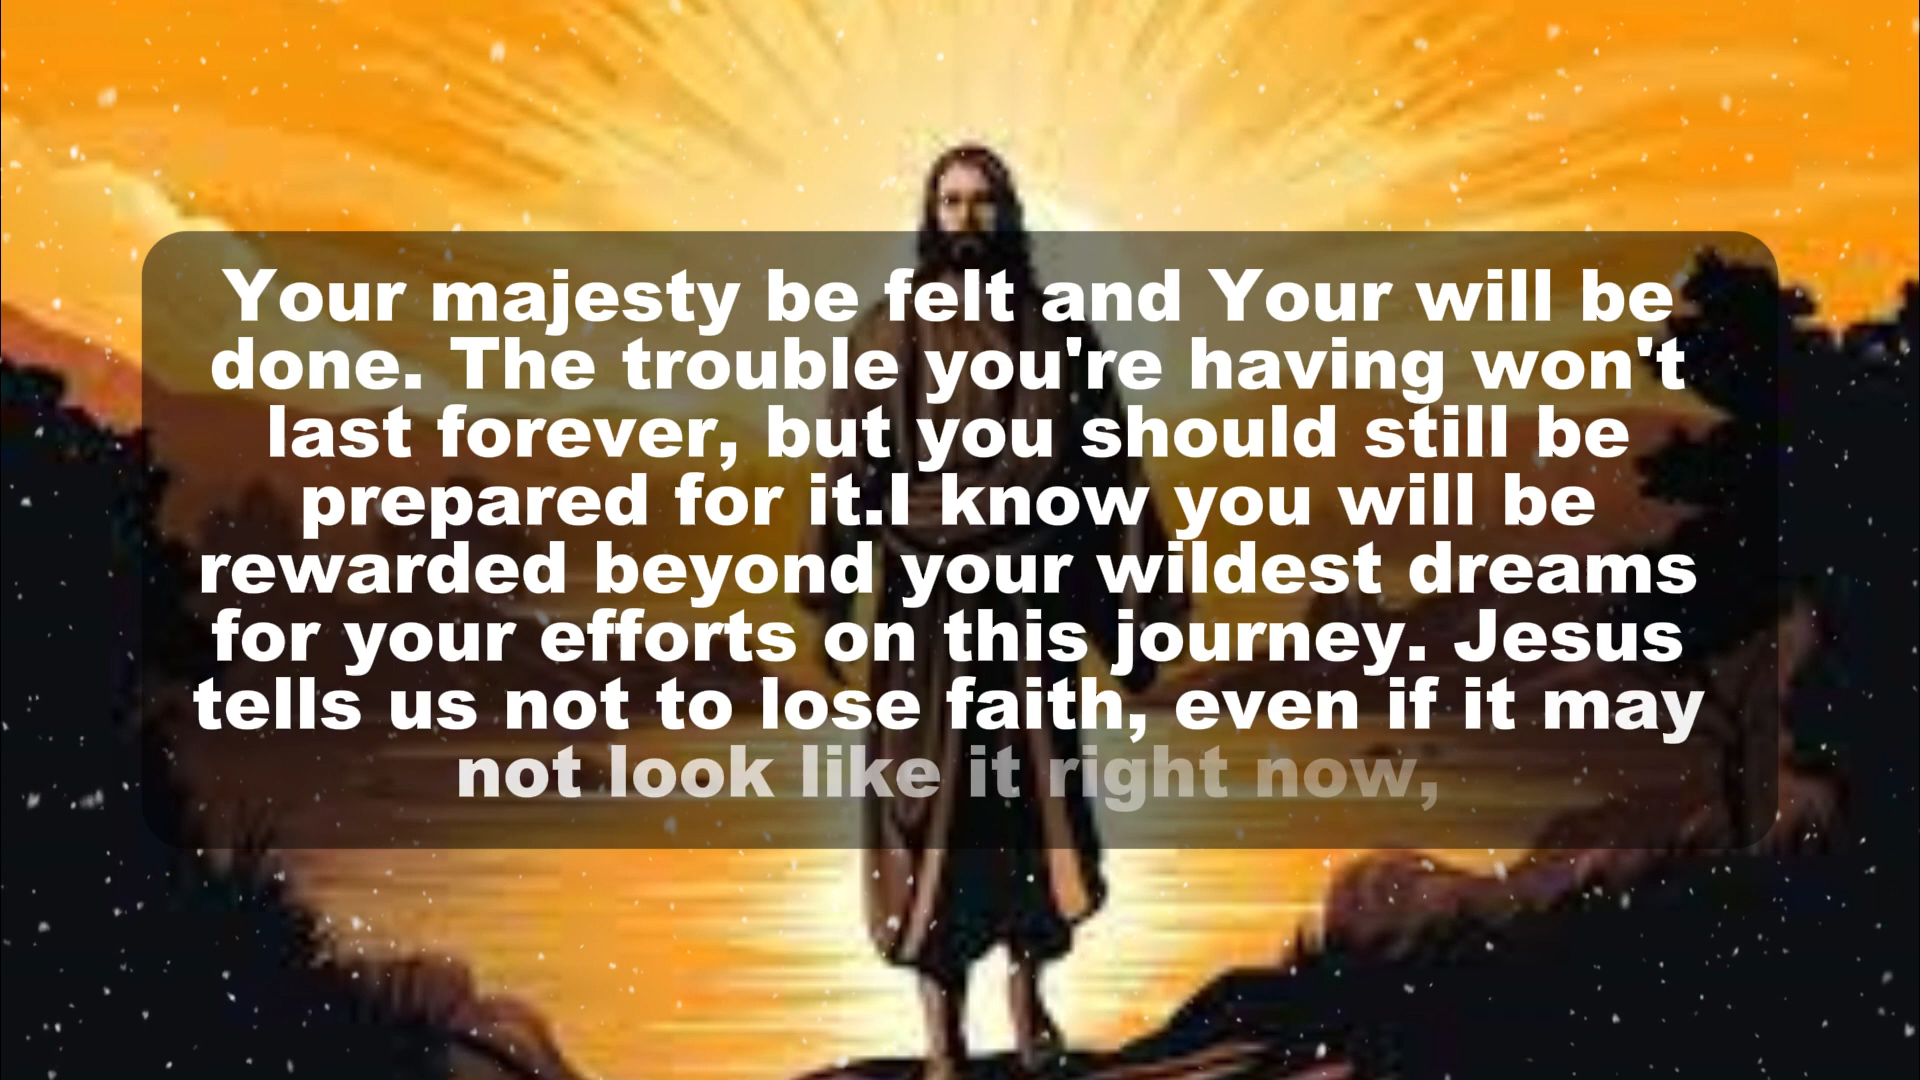 Your majesty be felt and Your will be
done. The trouble you're having won't
last forever, but you should still be
prepared for it.I know you will be
rewarded beyond your wildest dreams
for your efforts on this journey. Jesus
tells us not to lose faith, even if it may
not look like it right now,